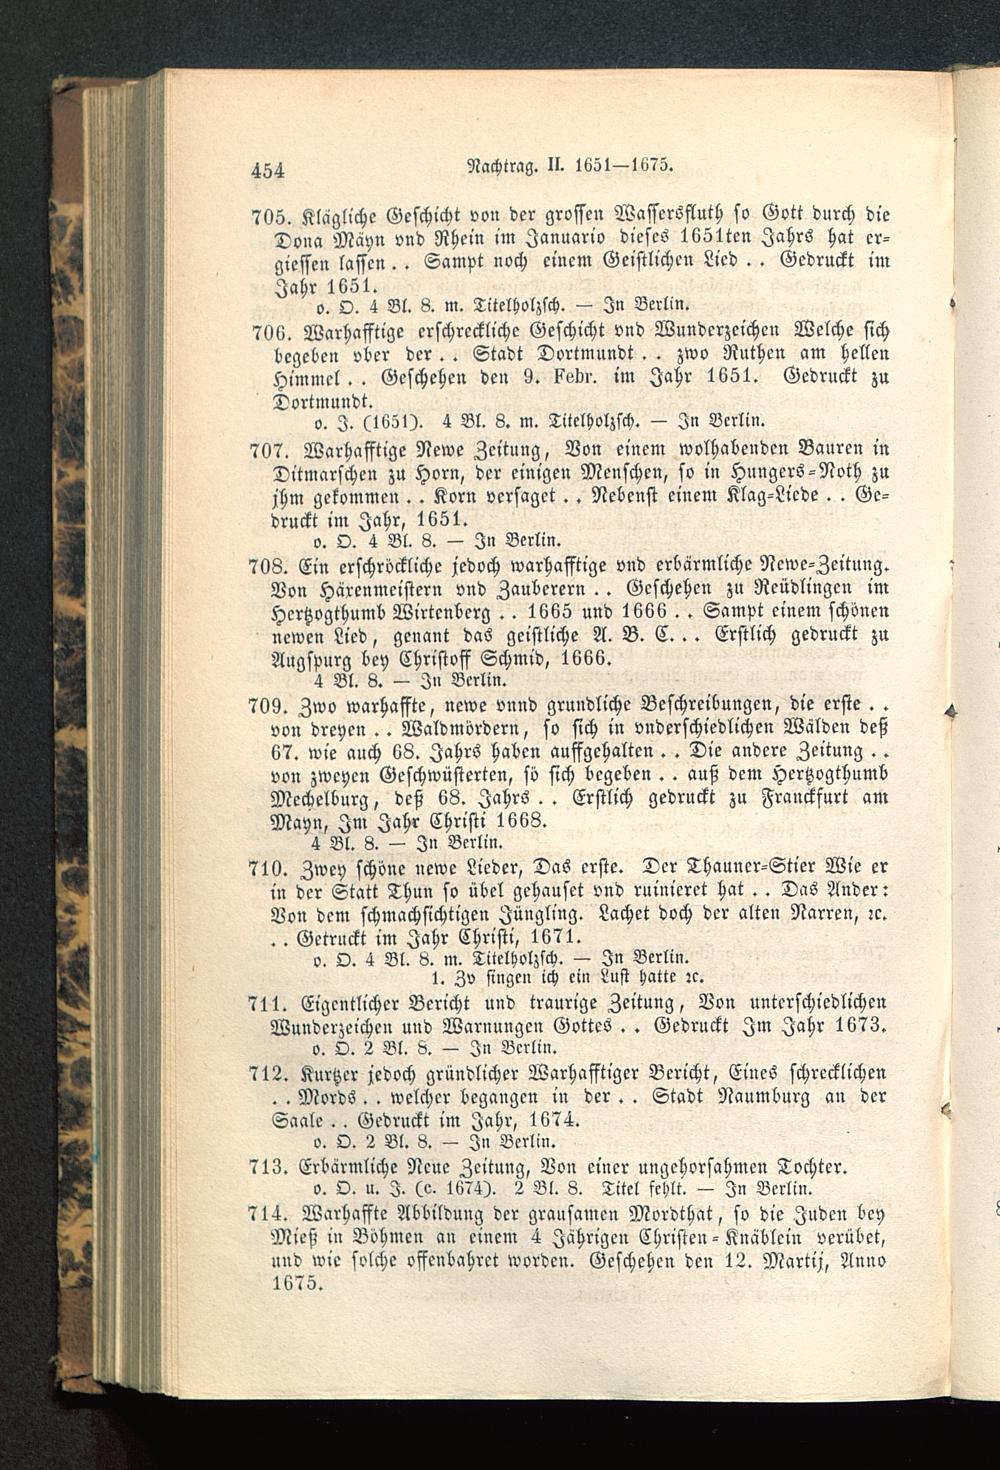 454
Nachtrag. II. 1651—1675.
705. Klägliche Geschicht von der grossen Wassersfluth so Gott durch die
Dona Mäyn vnd Rhein im Januario dieses 1651ten Jahrs hat er-
giessen lassen . . Sampt noch einem Geistlichen Lied . . Gedruckt im
Jahr 1651.
o. O. 4 Bl. 8. m. Titelholzsch. — In Berlin.
706. Warhafftige erschreckliche Geschicht vnd Wunderzeichen Welche sich
begeben vber der . . Stadt Dortmundt . . zwo Ruthen am hellen
Himmel . . Geschehen den 9. Febr. im Jahr 1651. Gedruckt zu
Dortmundt.
o. J. (1651). 4 Bl. 8. m. Titelholzsch. — In Berlin.
707. Warhafftige Newe Zeitung, Von einem wolhabenden Bauren in
Ditmarschen zu Horn, der einigen Menschen, so in Hungers-Noth zu
jhm gekommen . . Korn versaget . . Nebenst einem Klag-Liede . . Ge-
druckt im Jahr, 1651.
o. O. 4 Bl. 8. — In Berlin.
708. Ein erschröckliche jedoch warhafftige vnd erbärmliche Newe-Zeitung.
Von Häxenmeistern vnd Zauberern . . Geschehen zu Reüdlingen im
Hertzogthumb Wirtenberg . . 1665 und 1666 . . Sampt einem schönen
newen Lied, genant das geistliche A. B. C. . . Erstlich gedruckt zu
Augspurg bey Christoff Schmid, 1666.
4 Bl. 8. — In Berlin.
709. Zwo warhaffte, newe vnnd grundliche Beschreibungen, die erste . .
von dreyen . . Waldmördern, so sich in vnderschiedlichen Wälden deß
67. wie auch 68. Jahrs haben auffgehalten . . Die andere Zeitung . .
von zweyen Geschwüsterten, sö sich begeben . . auß dem Hertzogthumb
Mechelburg, deß 68. Jahrs . . Erstlich gedruckt zu Franckfurt am
Mayn, Im Jahr Christi 1668.
4 Bl. 8. — In Berlin.
710. Zwey schöne newe Lieder, Das erste. Der Thauner-Stier Wie er
in der Statt Thun so übel gehauset vnd ruinieret hat . . Das Ander:
Von dem schmachsichtigen Jüngling. Lachet doch der alten Narren, ꝛc.
. . Getruckt im Jahr Christi, 1671.
o. O. 4 Bl. 8. m. Titelholzsch. — In Berlin.
1. Zv singen ich ein Lust hatte ꝛc.
711. Eigentlicher Bericht und traurige Zeitung, Von unterschiedlichen
Wunderzeichen und Warnungen Gottes . . Gedruckt Im Jahr 1673.
o. O. 2 Bl. 8. — In Berlin.
712. Kurtzer jedoch gründlicher Warhafftiger Bericht, Eines schrecklichen
. . Mords . . welcher begangen in der . . Stadt Naumburg an der
Saale . . Gedruckt im Jahr, 1674.
o. O. 2 Bl. 8. — In Berlin.
713. Erbärmliche Neue Zeitung, Von einer ungehorsahmen Tochter.
o. O. u. J. (c. 1674). 2 Bl. 8. Titel fehlt. — In Berlin.
714. Warhaffte Abbildung der grausamen Mordthat, so die Juden bey
Mieß in Böhmen an einem 4 Jährigen Christen-Knäblein verübet,
und wie solche offenbahret worden. Geschehen den 12. Martij, Anno
1675.